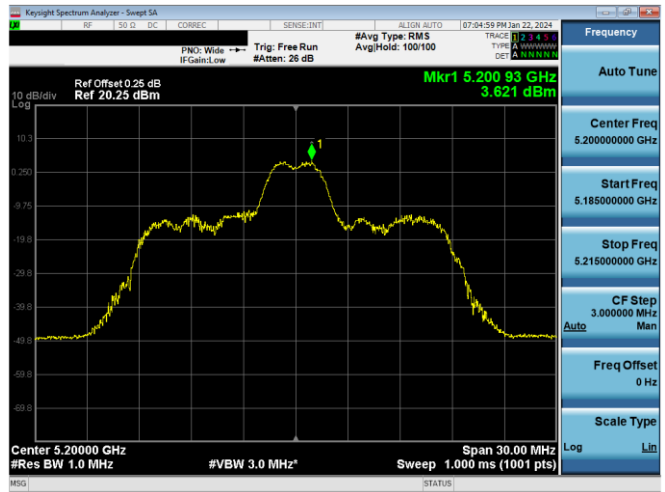 Keysight Spectrum Analyzer - Swept SA
RF 50 Ω DC CORREC SENSE:INT ALIGN AUTO 07:04:59 PM Jan 22, 2024
#Avg Type: RMS
TRACE 1 2 3 4 5 6
PNO: Wide Trig: Free Run Avg|Hold: 100/100
TYPE A WWWWW
IFGain:Low #Atten: 26 dB
DET A N N N N N
Mkr1 5.200 93 GHz
3.621 dBm
Ref Offset 0.25 dB
10 dB/div Ref 20.25 dBm
Log
1
10.3
0.250
-9.75
-19.8
-29.8
-39.8
-49.8
-59.8
-69.8
Center 5.20000 GHz Span 30.00 MHz
#Res BW 1.0 MHz #VBW 3.0 MHz* Sweep 1.000 ms (1001 pts)
MSG STATUS
Frequency
Auto Tune
Center Freq
5.200000000 GHz
Start Freq
5.185000000 GHz
Stop Freq
5.215000000 GHz
CF Step
3.000000 MHz
Auto Man
Freq Offset
0 Hz
Scale Type
Log Lin